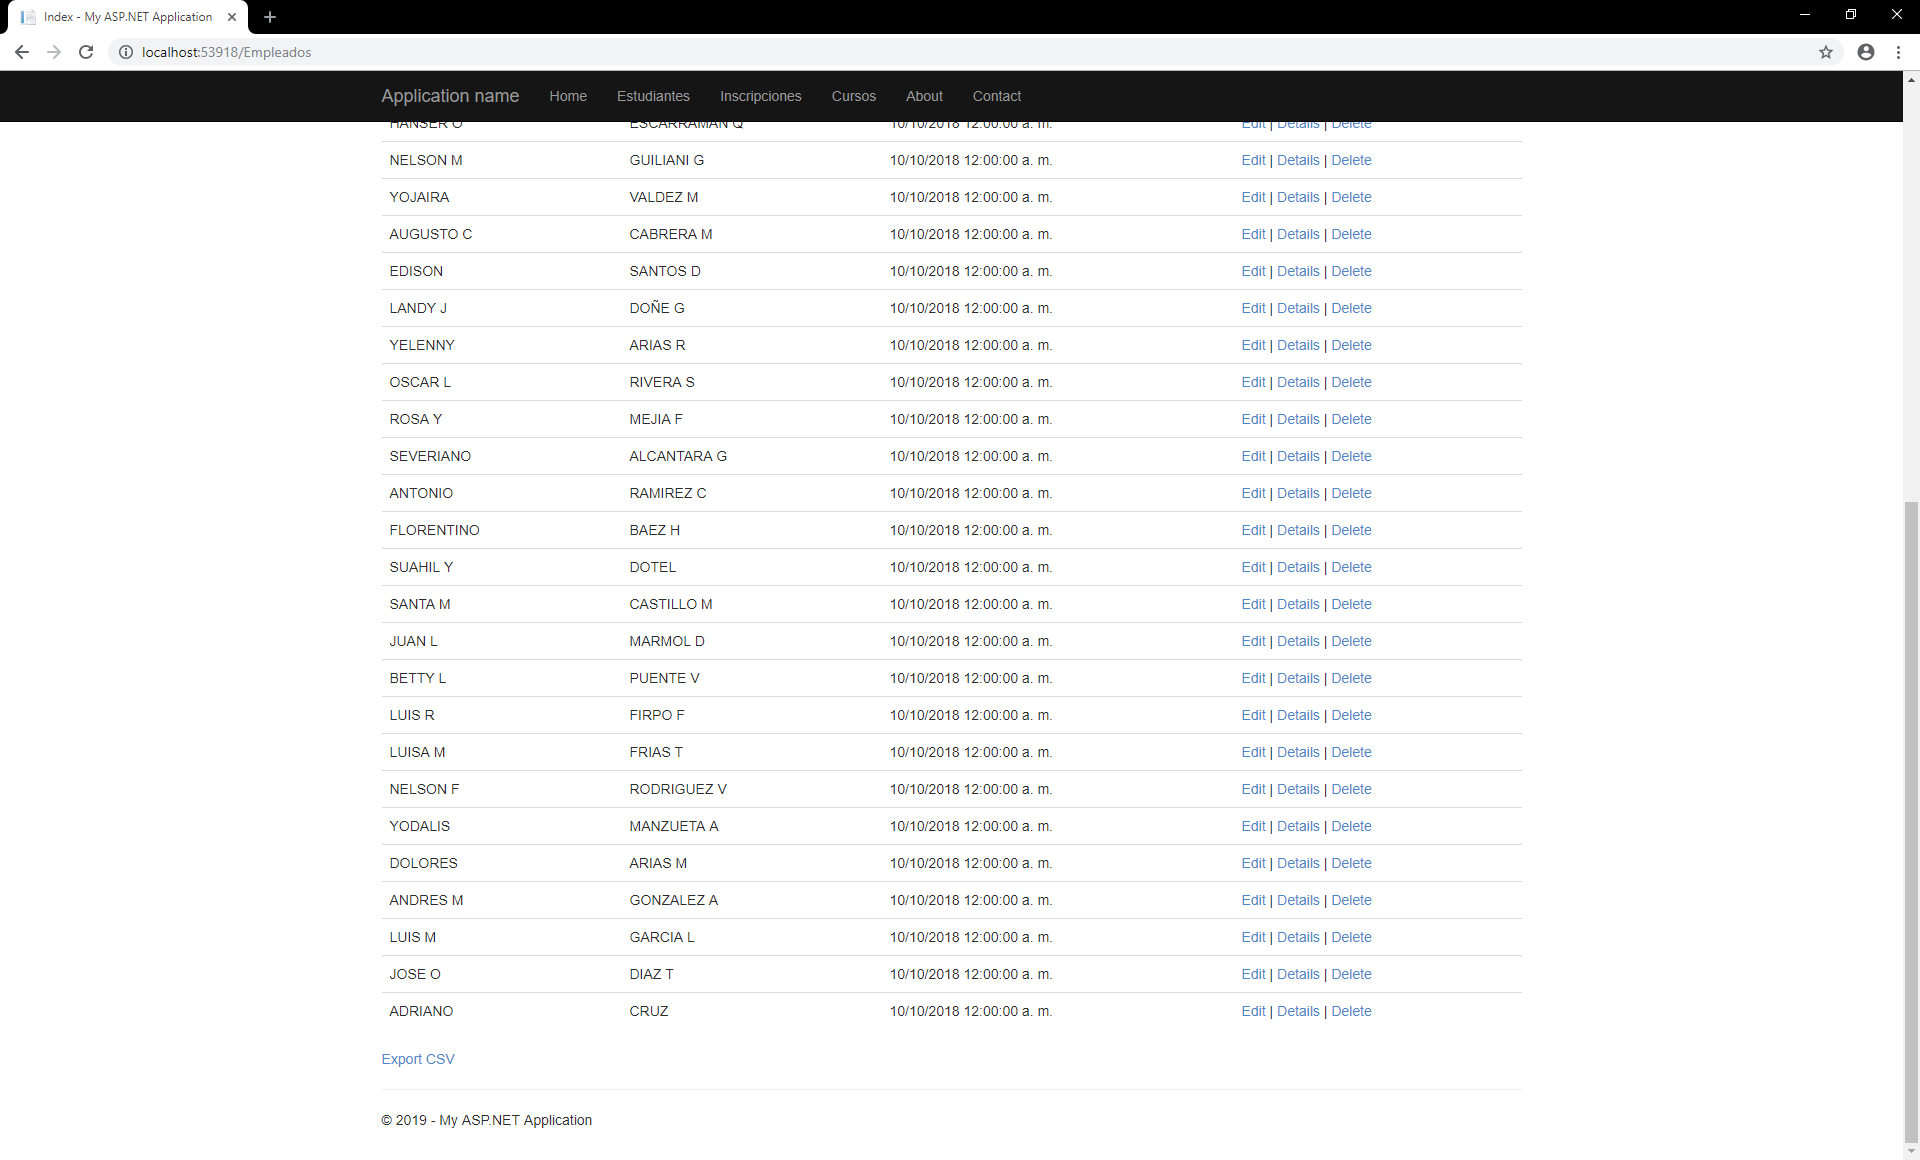 Index - My ASP.NET Application
localhost:53918/Empleados
Application name Home Estudiantes Inscripciones Cursos About Contact
HANSER O ESCARRAMAN Q 10/10/2018 12:00:00 a. m. Edit | Details | Delete
NELSON M GUILIANI G 10/10/2018 12:00:00 a. m. Edit | Details | Delete
YOJAIRA VALDEZ M 10/10/2018 12:00:00 a. m. Edit | Details | Delete
AUGUSTO C CABRERA M 10/10/2018 12:00:00 a. m. Edit | Details | Delete
EDISON SANTOS D 10/10/2018 12:00:00 a. m. Edit | Details | Delete
LANDY J DOÑE G 10/10/2018 12:00:00 a. m. Edit | Details | Delete
YELENNY ARIAS R 10/10/2018 12:00:00 a. m. Edit | Details | Delete
OSCAR L RIVERA S 10/10/2018 12:00:00 a. m. Edit | Details | Delete
ROSA Y MEJIA F 10/10/2018 12:00:00 a. m. Edit | Details | Delete
SEVERIANO ALCANTARA G 10/10/2018 12:00:00 a. m. Edit | Details | Delete
ANTONIO RAMIREZ C 10/10/2018 12:00:00 a. m. Edit | Details | Delete
FLORENTINO BAEZ H 10/10/2018 12:00:00 a. m. Edit | Details | Delete
SUAHIL Y DOTEL 10/10/2018 12:00:00 a. m. Edit | Details | Delete
SANTA M CASTILLO M 10/10/2018 12:00:00 a. m. Edit | Details | Delete
JUAN L MARMOL D 10/10/2018 12:00:00 a. m. Edit | Details | Delete
BETTY L PUENTE V 10/10/2018 12:00:00 a. m. Edit | Details | Delete
LUIS R FIRPO F 10/10/2018 12:00:00 a. m. Edit | Details | Delete
LUISA M FRIAS T 10/10/2018 12:00:00 a. m. Edit | Details | Delete
NELSON F RODRIGUEZ V 10/10/2018 12:00:00 a. m. Edit | Details | Delete
YODALIS MANZUETA A 10/10/2018 12:00:00 a. m. Edit | Details | Delete
DOLORES ARIAS M 10/10/2018 12:00:00 a. m. Edit | Details | Delete
ANDRES M GONZALEZ A 10/10/2018 12:00:00 a. m. Edit | Details | Delete
LUIS M GARCIA L 10/10/2018 12:00:00 a. m. Edit | Details | Delete
JOSE O DIAZ T 10/10/2018 12:00:00 a. m. Edit | Details | Delete
ADRIANO CRUZ 10/10/2018 12:00:00 a. m. Edit | Details | Delete
Export CSV
© 2019 - My ASP.NET Application